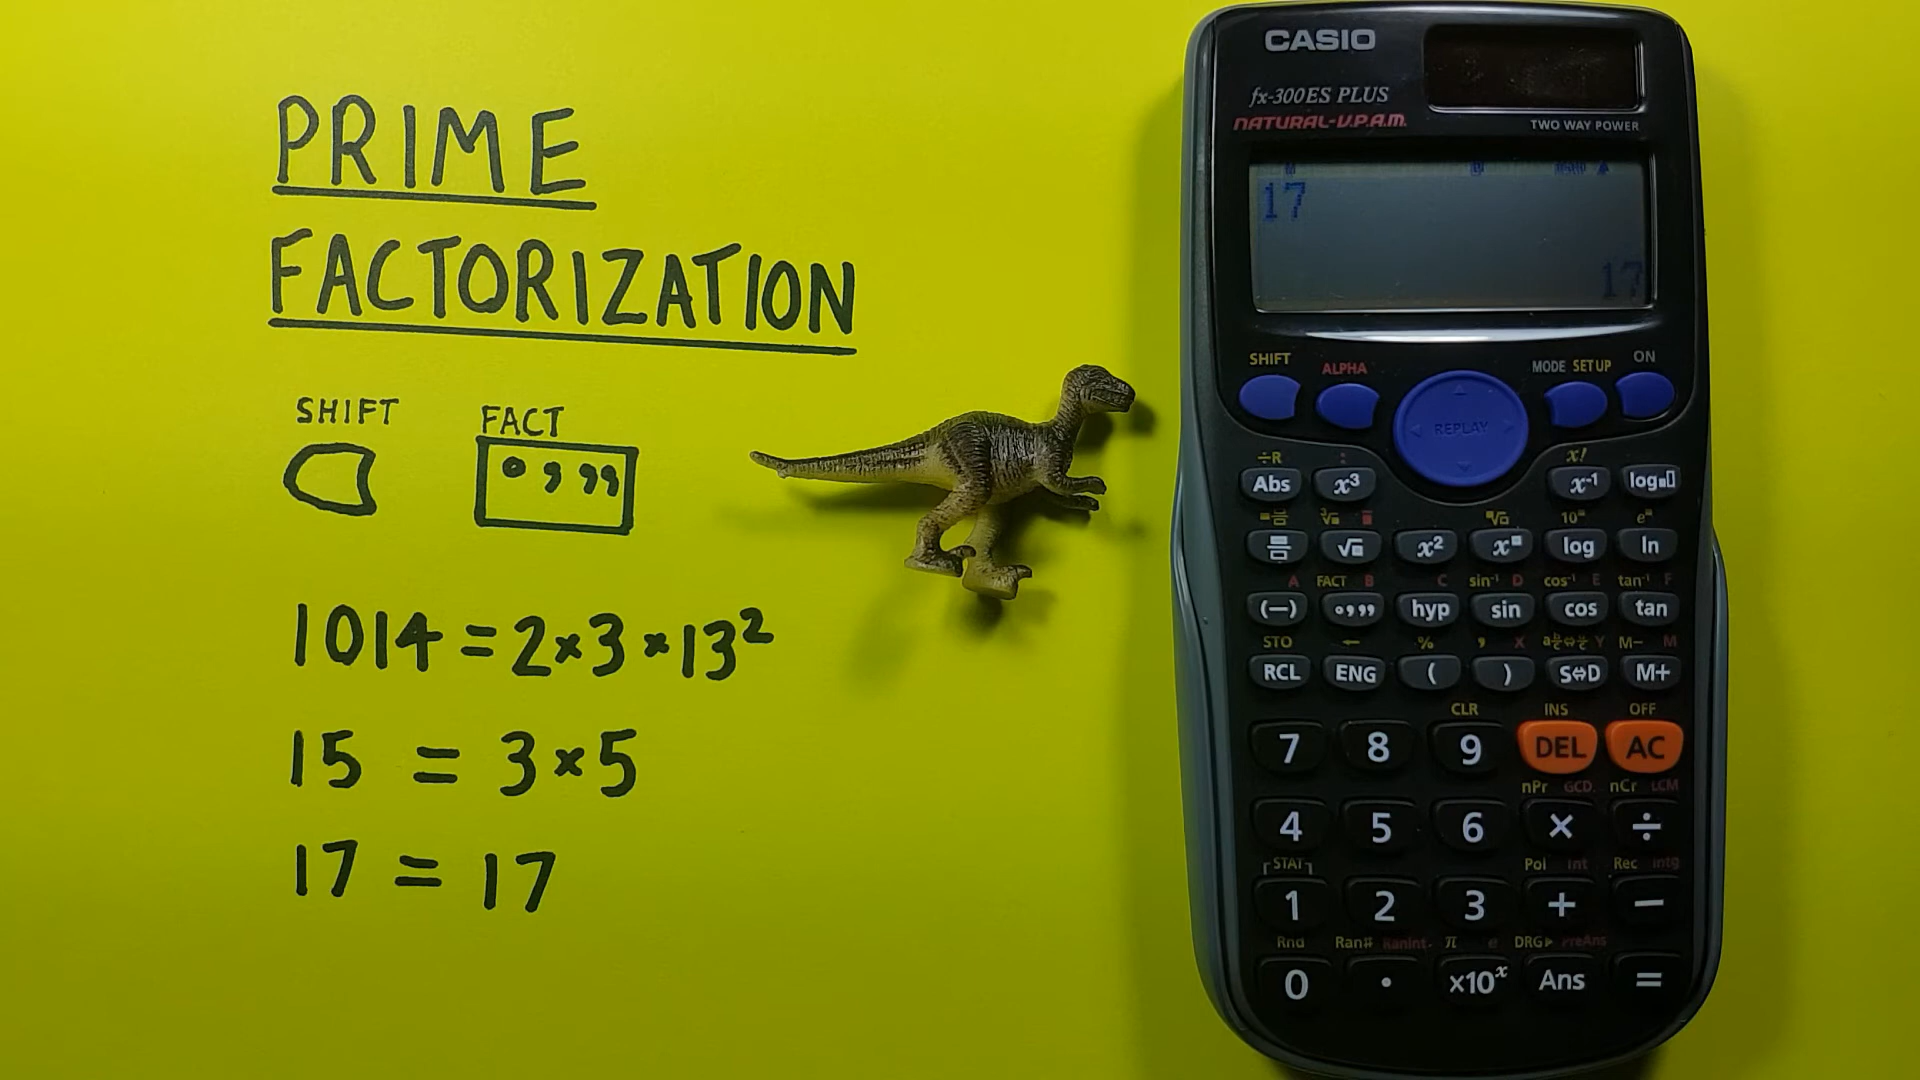 PRIME
FACTORIZATION
SHIFT FACT
° , ,,
1014 = 2×3×13²
15 = 3×5
17 = 17
CASIO
fx-300ES PLUS
NATURAL-V.P.A.M.
TWO WAY POWER
17
17
SHIFT ALPHA MODE SETUP ON
REPLAY
÷R : x!
Abs x³ x⁻¹ log
³√ 10 e
√ x² x log ln
A FACT B C sin⁻¹ D cos⁻¹ E tan⁻¹ F
(−) ° , ,, hyp sin cos tan
STO ← % , X Y M− M
RCL ENG ( ) S⇔D M+
CLR INS OFF
7 8 9 DEL AC
nPr GCD nCr LCM
4 5 6 × ÷
STAT Pol Int Rec Intg
1 2 3 + −
Rnd Ran# RanInt π e DRG▶ PreAns
0 . ×10ˣ Ans =